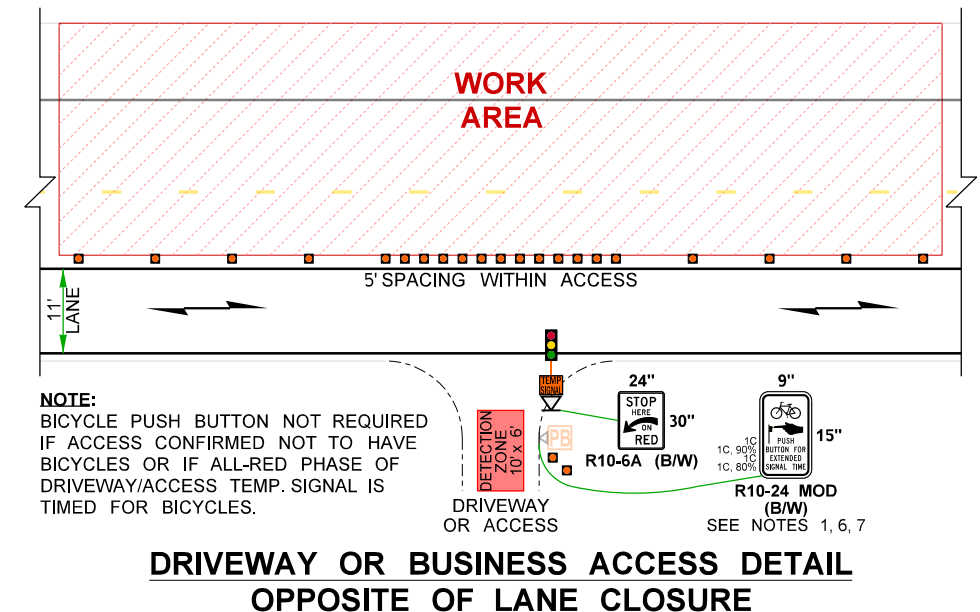 WORK
AREA
5' SPACING WITHIN ACCESS
11'
LANE
NOTE:
BICYCLE PUSH BUTTON NOT REQUIRED
IF ACCESS CONFIRMED NOT TO HAVE
BICYCLES OR IF ALL-RED PHASE OF
DRIVEWAY/ACCESS TEMP. SIGNAL IS
TIMED FOR BICYCLES.
TEMP
SIGNAL
DETECTION
ZONE
10' x 6'
PB
DRIVEWAY
OR ACCESS
24"
STOP
HERE
ON
RED
30"
R10-6A (B/W)
9"
PUSH
BUTTON FOR
EXTENDED
SIGNAL TIME
15"
1C
1C, 90%
1C
1C, 80%
R10-24 MOD
(B/W)
SEE NOTES 1, 6, 7
DRIVEWAY OR BUSINESS ACCESS DETAIL
OPPOSITE OF LANE CLOSURE